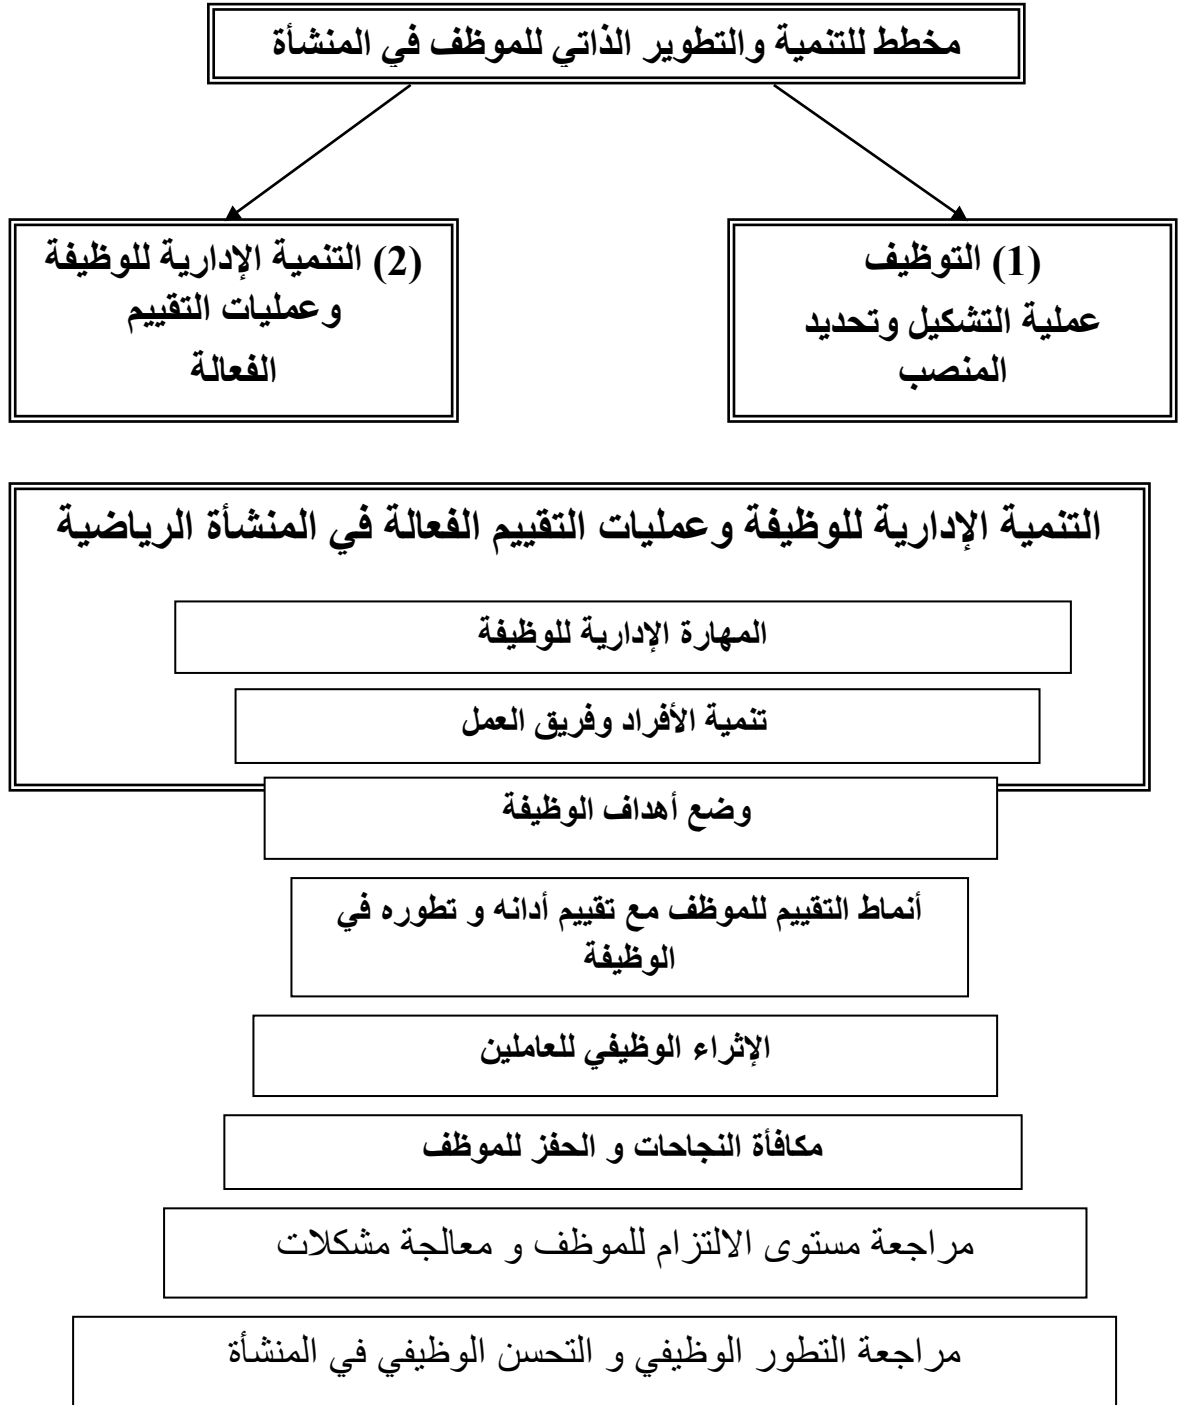 مخطط للتنمية والتطوير الذاتي للموظف في المنشأة
(1) التوظيف
عملية التشكيل وتحديد
المنصب
(2) التنمية الإدارية للوظيفة
وعمليات التقييم
الفعالة
التنمية الإدارية للوظيفة وعمليات التقييم الفعالة في المنشأة الرياضية
المهارة الإدارية للوظيفة
تنمية الأفراد وفريق العمل
وضع أهداف الوظيفة
أنماط التقييم للموظف مع تقييم أدانه و تطوره في
الوظيفة
الإثراء الوظيفي للعاملين
مكافأة النجاحات و الحفز للموظف
مراجعة مستوى الالتزام للموظف و معالجة مشكلات
مراجعة التطور الوظيفي و التحسن الوظيفي في المنشأة